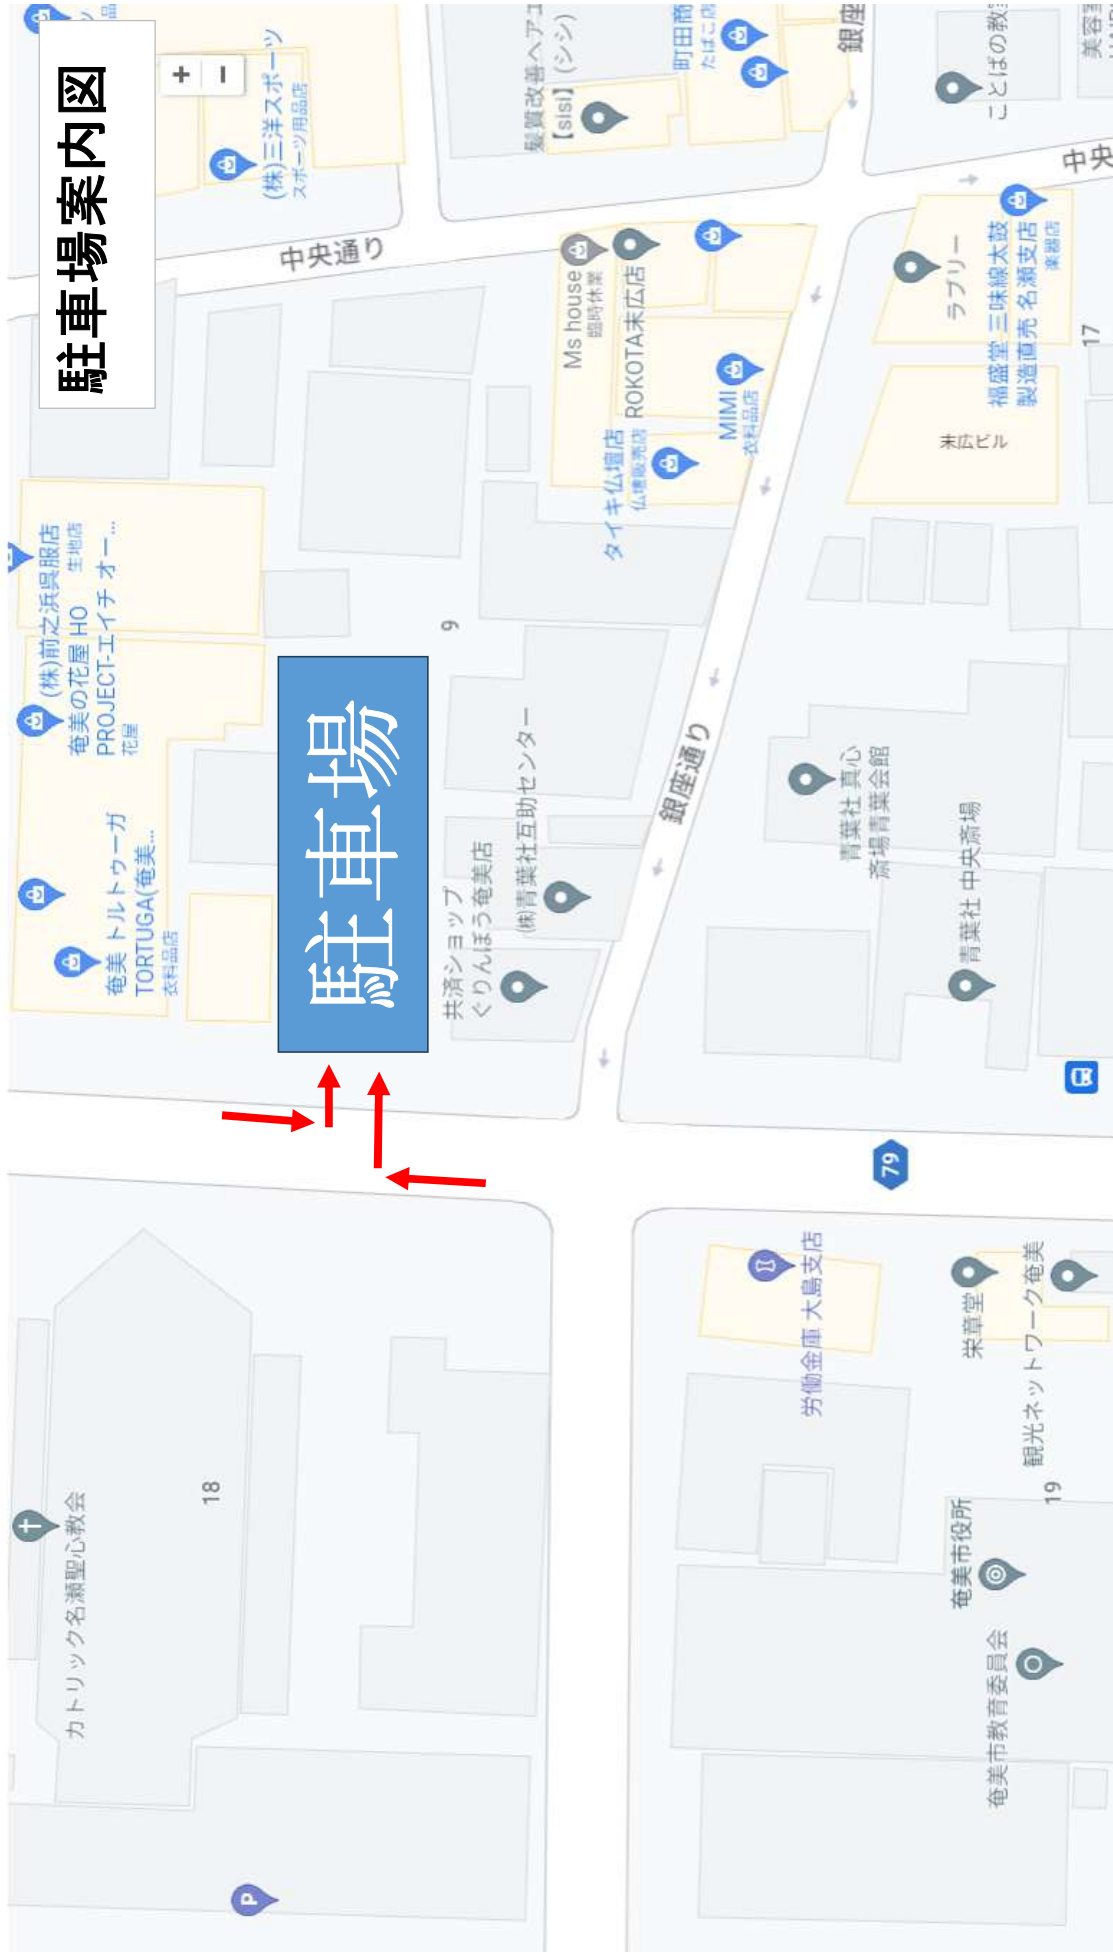 駐車場案内図
カトリック名瀬聖心教会
18
P
奄美 トルトゥーガ
TORTUGA(奄美...
衣料品店
(株)前之浜呉服店
生地店
奄美の花屋 HO
PROJECT-エイチ オー...
花屋
(株)三洋スポーツ
スポーツ用品店
品
+
−
中央通り
駐車場
9
共済ショップ
ぐりんぼう奄美店
(株)青葉社互助センター
髪質改善ヘアエ
【sisi】(シシ)
Ms house
臨時休業
ROKOTA末広店
タイキ仏壇店
仏壇販売店
MIMI
衣料品店
町田商
たばこ店
銀座
銀座通り
ことばの教
美容室
中央
ラブリー
福盛堂 三味線太鼓
製造直売 名瀬支店
楽器店
17
末広ビル
青葉社 真心
斎場青葉会館
青葉社 中央斎場
79
労働金庫 大島支店
栄章堂
観光ネットワーク奄美
19
奄美市役所
奄美市教育委員会